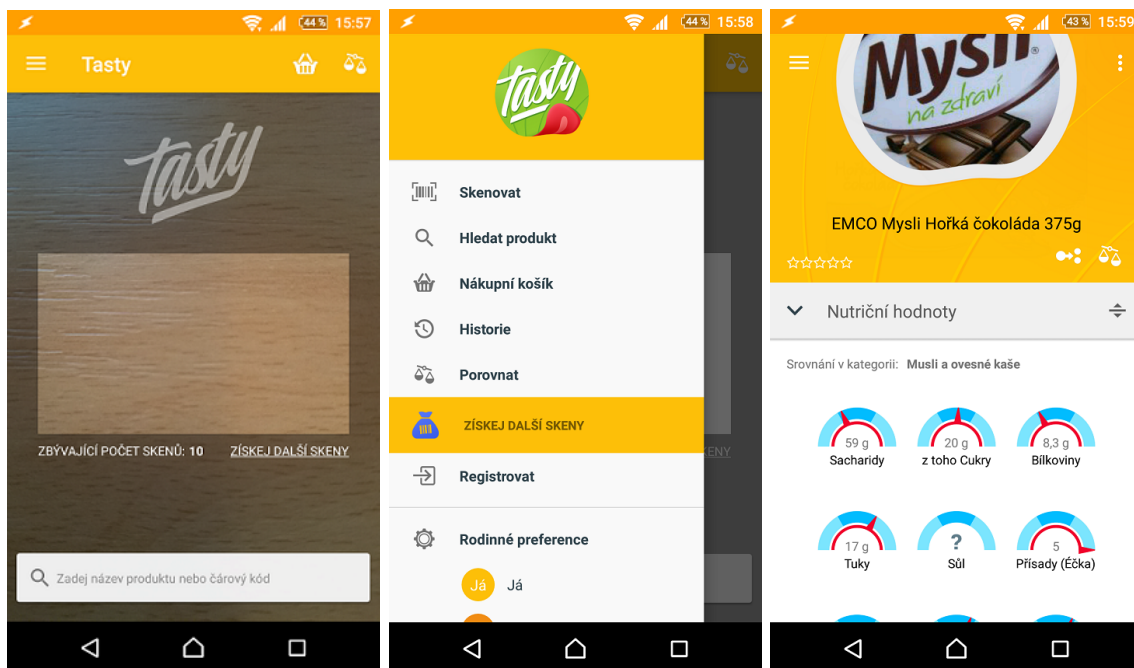 44 % 15:57
Tasty
tasty
ZBÝVAJÍCÍ POČET SKENŮ: 10 ZÍSKEJ DALŠÍ SKENY
Zadej název produktu nebo čárový kód
44 % 15:58
tasty
Skenovat
Hledat produkt
Nákupní košík
Historie
Porovnat
ZÍSKEJ DALŠÍ SKENY
KENY
Registrovat
Rodinné preference
Já Já
43 % 15:59
Mysli®
na zdraví
EMCO Mysli Hořká čokoláda 375g
Nutriční hodnoty
Srovnání v kategorii: Musli a ovesné kaše
59 g 20 g 8,3 g
Sacharidy z toho Cukry Bílkoviny
17 g ? 5
Tuky Sůl Přísady (Éčka)